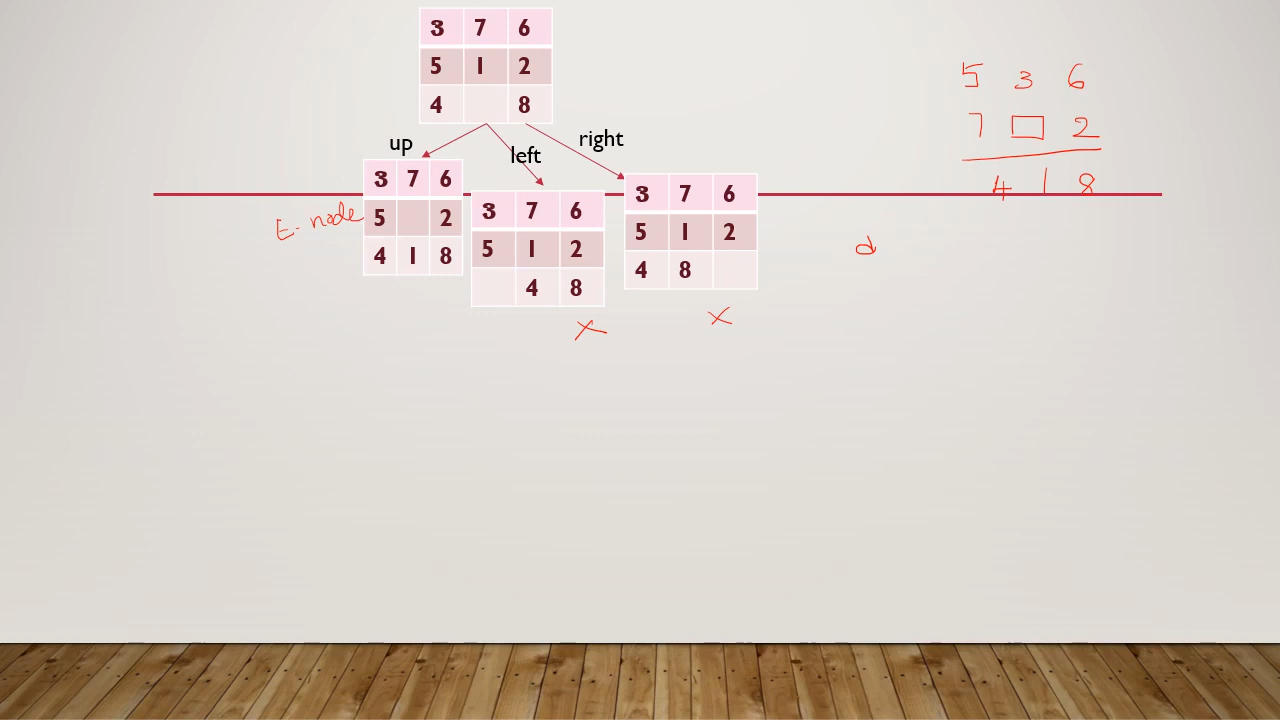 3 7 6
5 1 2
4 8
up
left
right
3 7 6
5 2
4 1 8
E-node
3 7 6
5 1 2
4 8
x
3 7 6
5 1 2
4 8
x
d
5 3 6
7 2
4 1 8